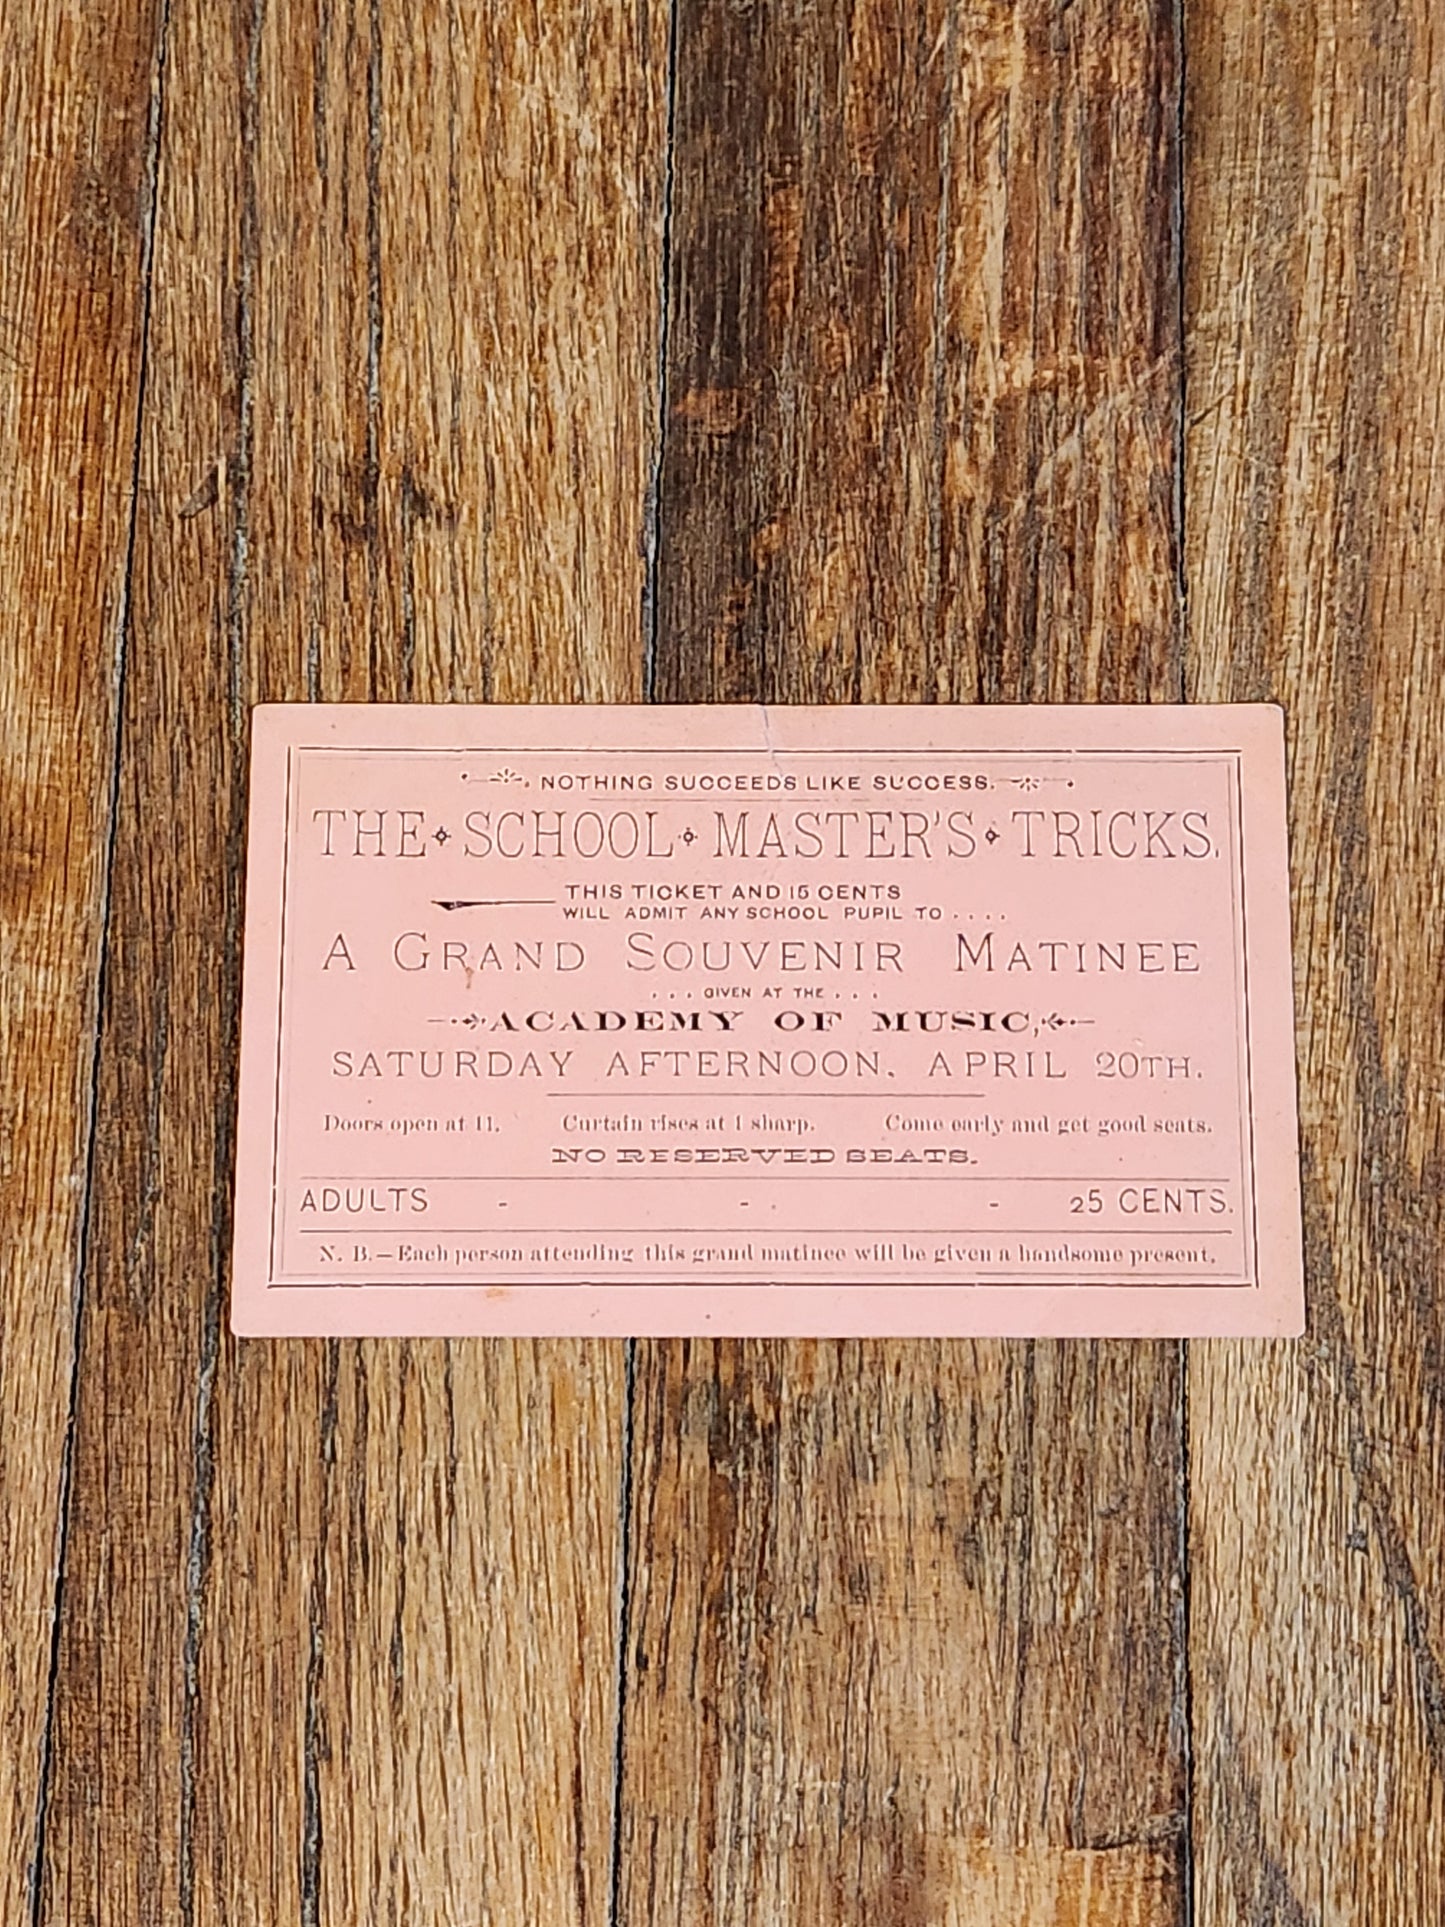 NOTHING SUCCEEDS LIKE SUCCESS.
THE SCHOOL MASTER'S TRICKS.
THIS TICKET AND 15 CENTS
WILL ADMIT ANY SCHOOL PUPIL TO . . . .
A GRAND SOUVENIR MATINEE
. . . GIVEN AT THE . . .
ACADEMY OF MUSIC,
SATURDAY AFTERNOON, APRIL 20TH.
Doors open at 11. Curtain rises at 1 sharp. Come early and get good seats.
NO RESERVED SEATS.
ADULTS - - - 25 CENTS.
N. B.—Each person attending this grand matinee will be given a handsome present.